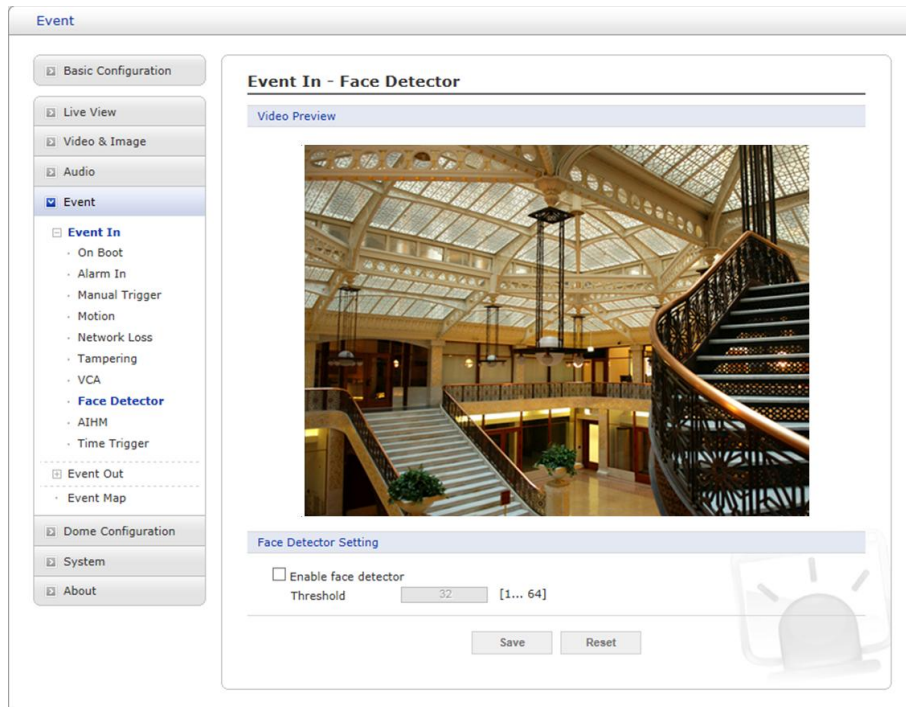 Event
Basic Configuration
Live View
Video & Image
Audio
Event
Event In
On Boot
Alarm In
Manual Trigger
Motion
Network Loss
Tampering
VCA
Face Detector
AIHM
Time Trigger
Event Out
Event Map
Dome Configuration
System
About
Event In - Face Detector
Video Preview
Face Detector Setting
Enable face detector
Threshold 32 [1... 64]
Save Reset